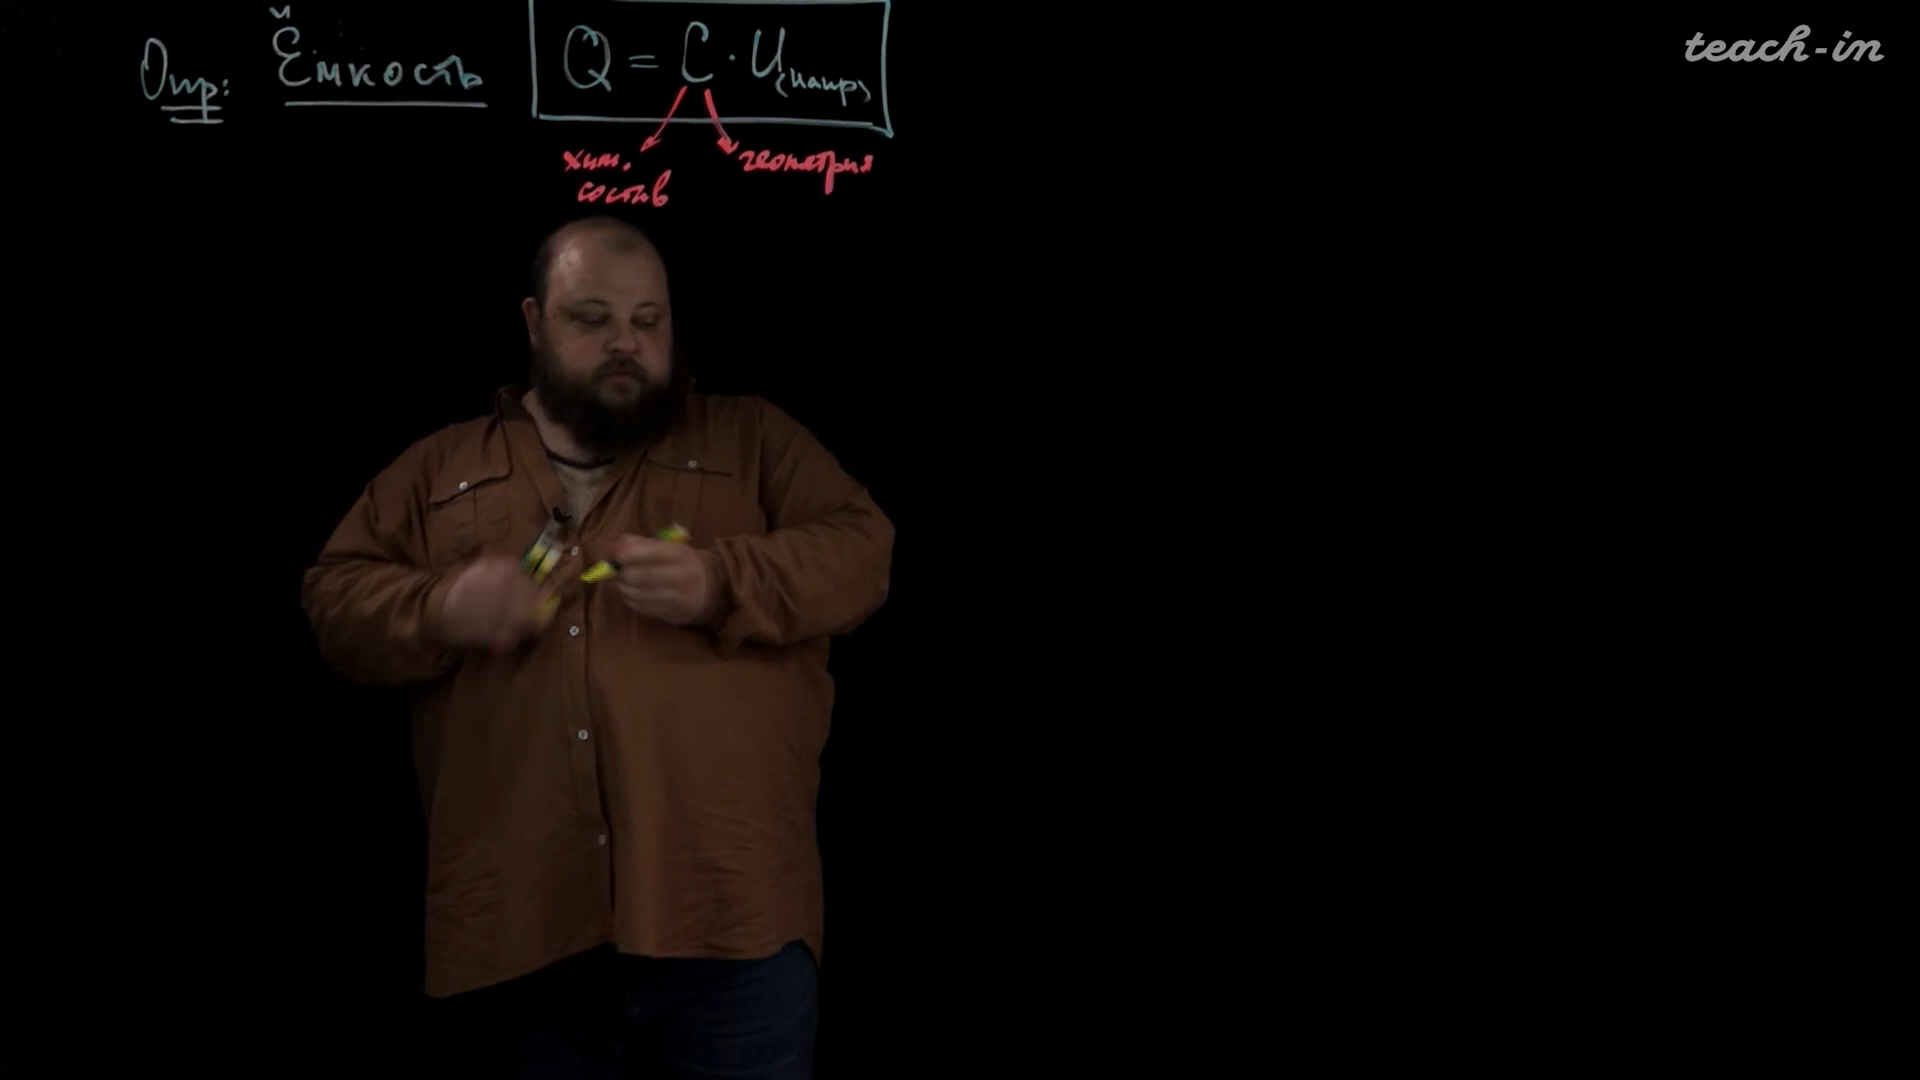 Опр: Ёмкость Q = C · U (напр)
хим. геометрия
состав
teach-in